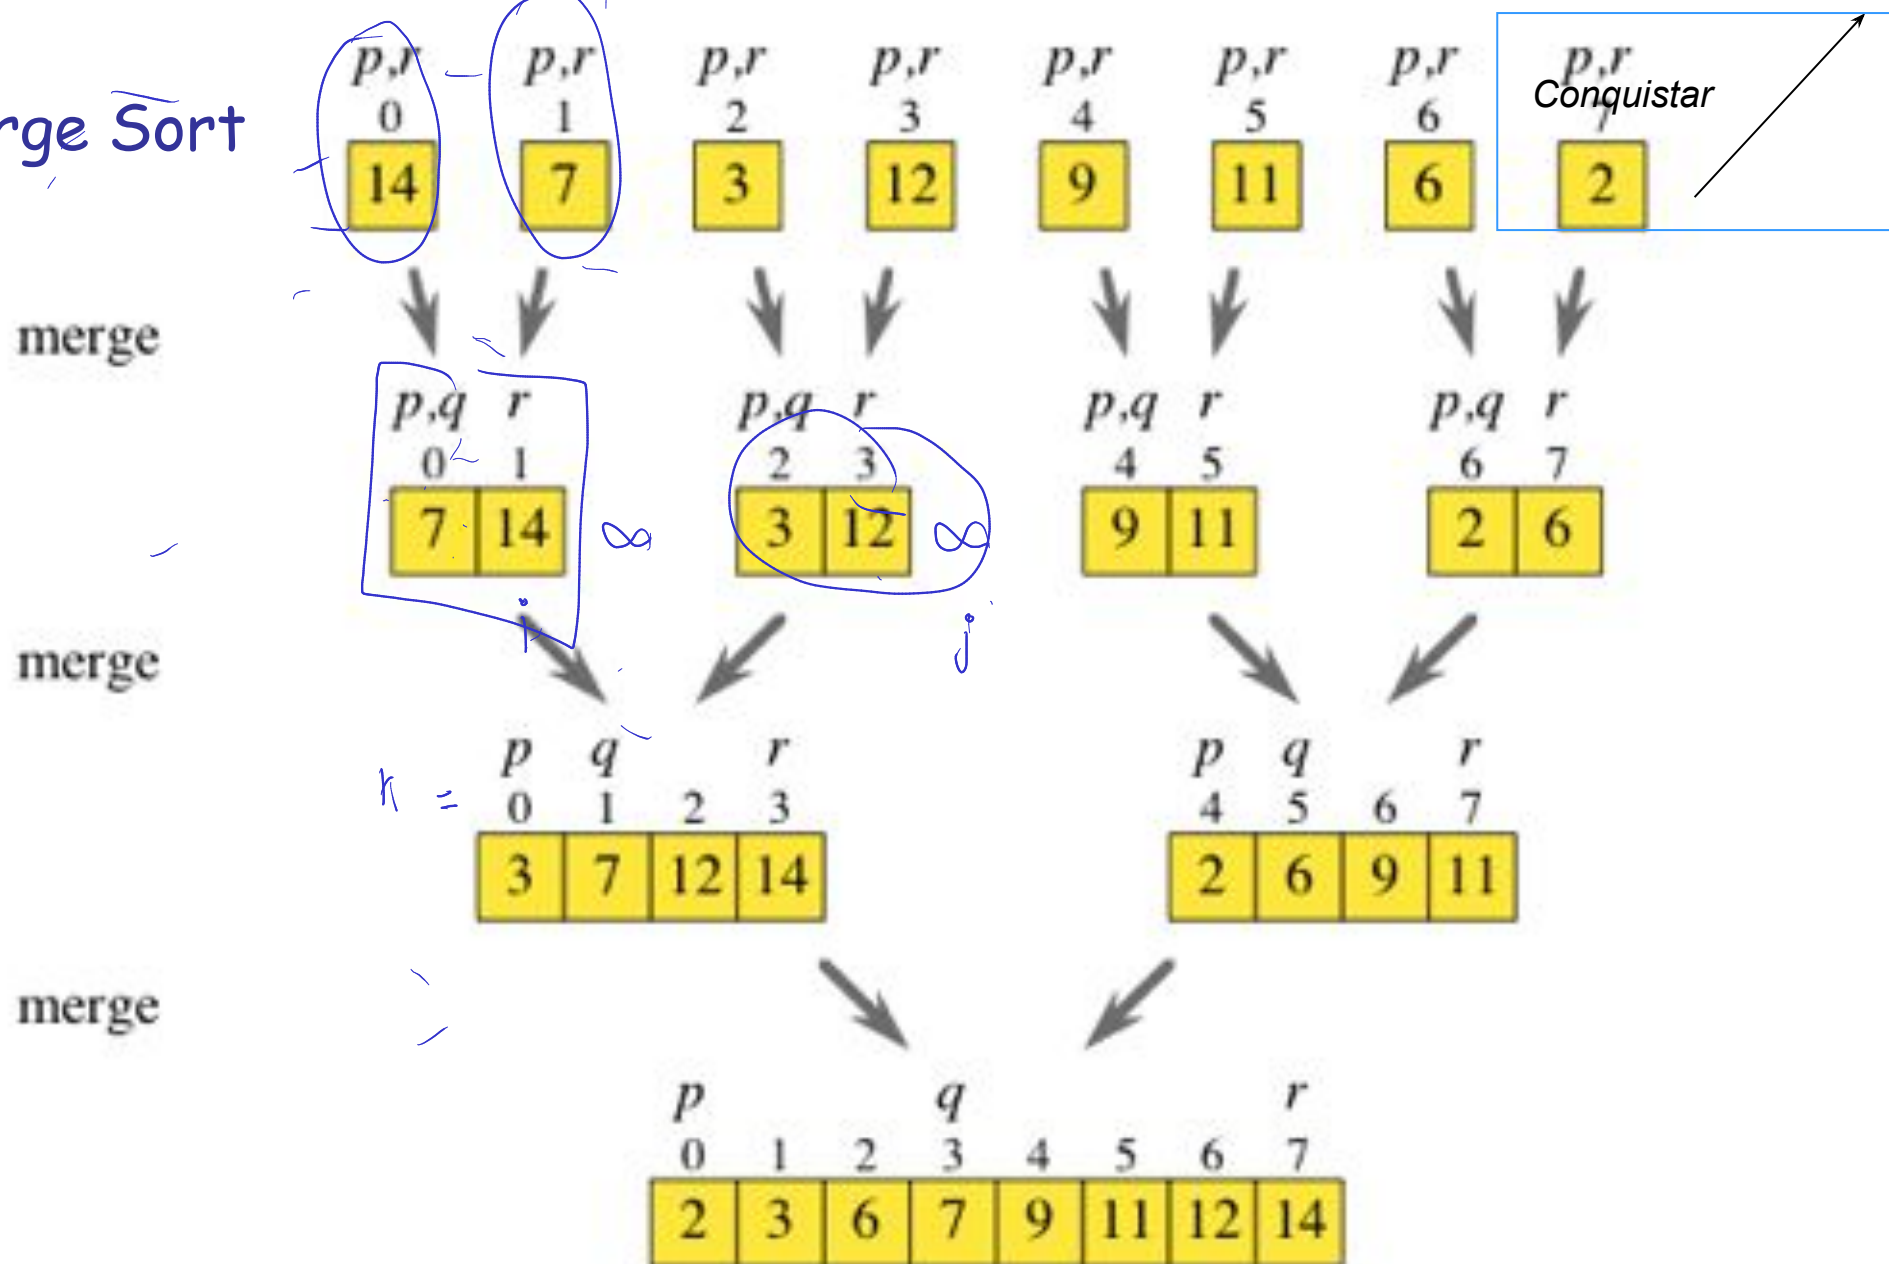 p,r p,r p,r p,r p,r p,r p,r p,r
Conquistar
rge Sort
0 1 2 3 4 5 6 7
14 7 3 12 9 11 6 2
merge
p,q r p,q r p,q r p,q r
0 1 2 3 4 5 6 7
7 14 ∞ 3 12 ∞ 9 11 2 6
i j
merge
p q r p q r
= 0 1 2 3 4 5 6 7
3 7 12 14 2 6 9 11
merge
p q r
0 1 2 3 4 5 6 7
2 3 6 7 9 11 12 14